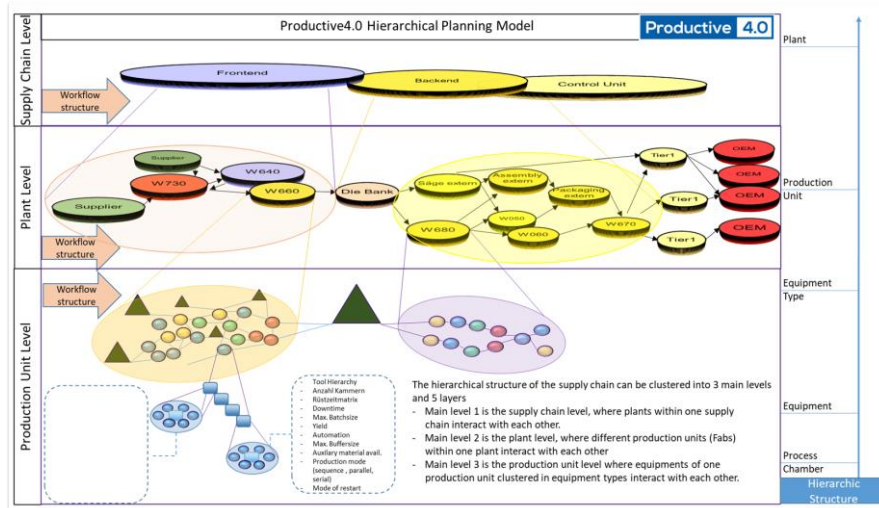 Productive4.0 Hierarchical Planning Model
Productive 4.0
Supply Chain Level
Workflow
structure
Frontend
Backend
Control Unit
Plant
Plant Level
Workflow
structure
Supplier
Supplier
W730
W640
W660
Die Bank
Säge extern
Assembly
extern
Packaging
extern
W050
W680
W060
W670
Tier1
Tier1
Tier1
OEM
OEM
OEM
OEM
Production
Unit
Production Unit Level
Workflow
structure
Equipment
Type
- Tool Hierarchy
- Anzahl Kammern
- Rüstzeitmatrix
- Downtime
- Max. Batchsize
- Yield
- Automation
- Max. Buffersize
- Auxilary material avail.
- Production mode
(sequence , parallel,
serial)
- Mode of restart
The hierarchical structure of the supply chain can be clustered into 3 main levels
and 5 layers
- Main level 1 is the supply chain level, where plants within one supply
chain interact with each other.
- Main level 2 is the plant level, where different production units (Fabs)
within one plant interact with each other
- Main level 3 is the production unit level where equipments of one
production unit clustered in equipment types interact with each other.
Equipment
Process
Chamber
Hierarchic
Structure